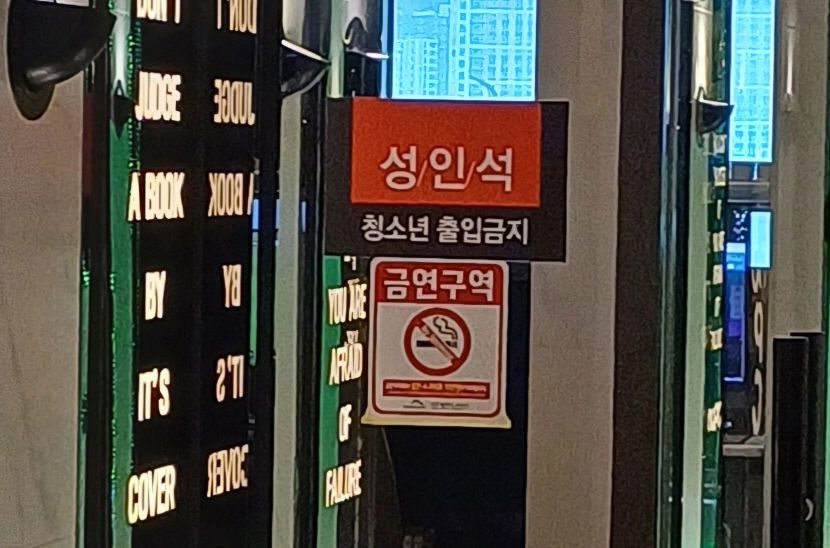 DON'T
JUDGE
A BOOK
BY
IT'S
COVER
성/인/석
청소년 출입금지
금연구역
YOU ARE
AFRAID
OF
FAILURE